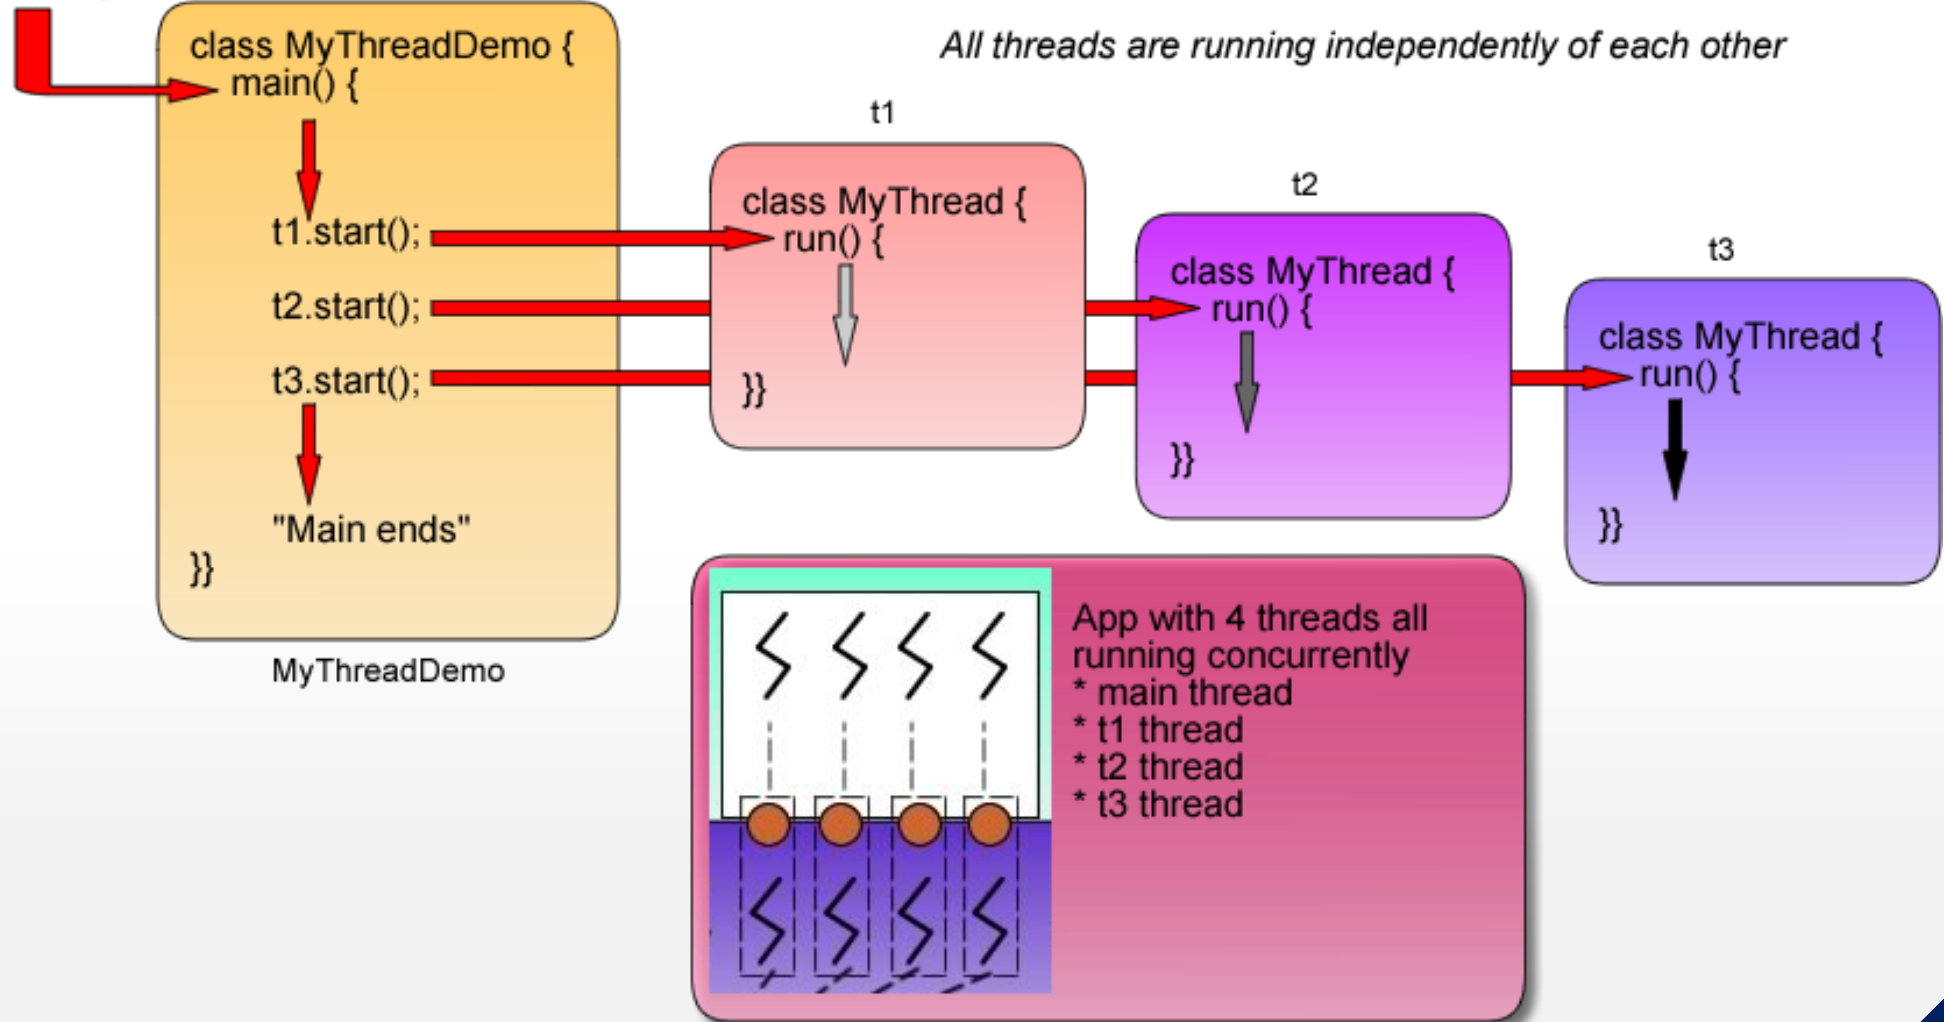 class MyThreadDemo {
main() {
t1.start();
t2.start();
t3.start();
"Main ends"
}}
MyThreadDemo
All threads are running independently of each other
t1
class MyThread {
run() {
}}
t2
class MyThread {
run() {
}}
t3
class MyThread {
run() {
}}
App with 4 threads all
running concurrently
* main thread
* t1 thread
* t2 thread
* t3 thread